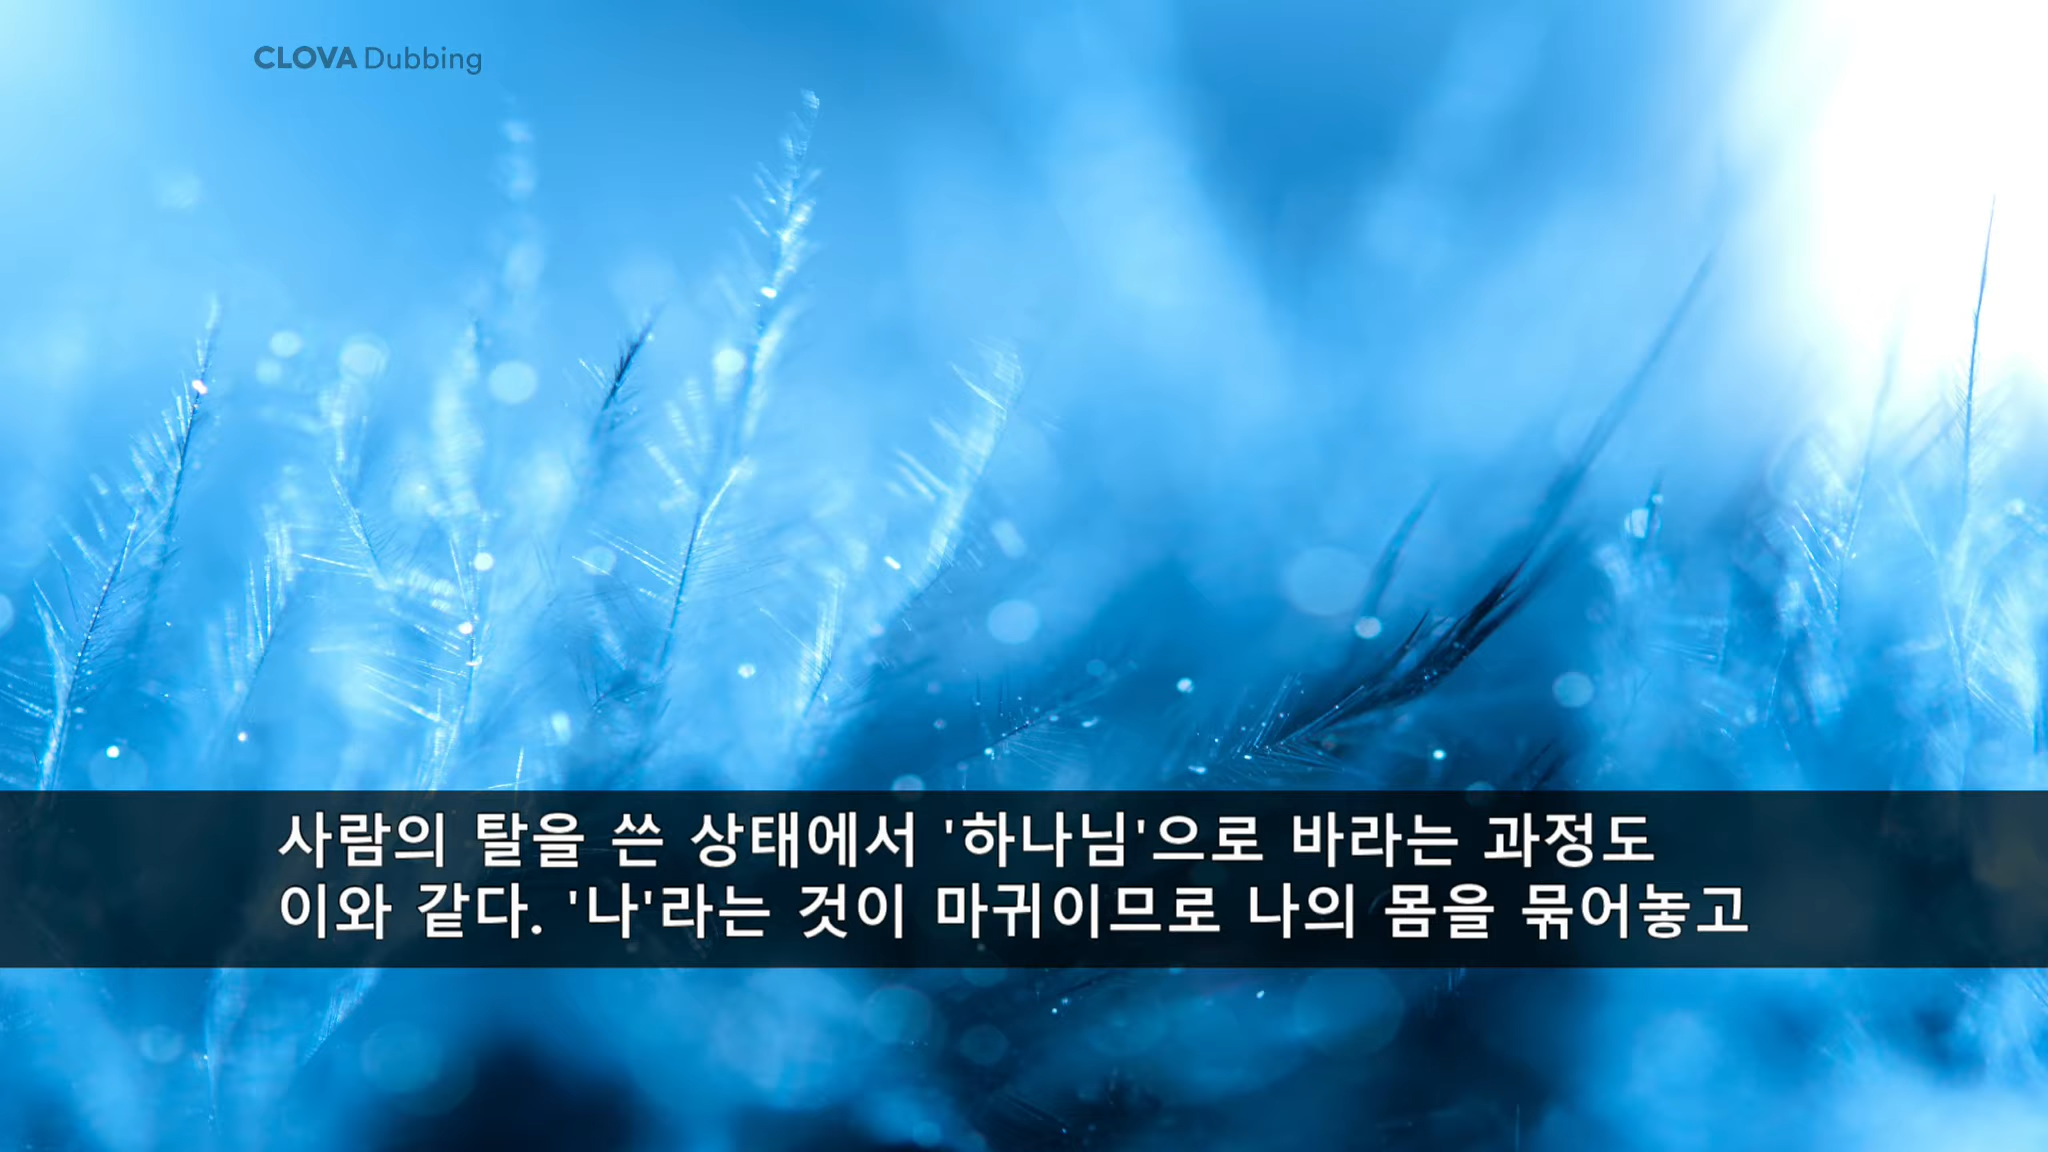 CLOVA Dubbing
사람의 탈을 쓴 상태에서 '하나님'으로 바라는 과정도
이와 같다. '나'라는 것이 마귀이므로 나의 몸을 묶어놓고